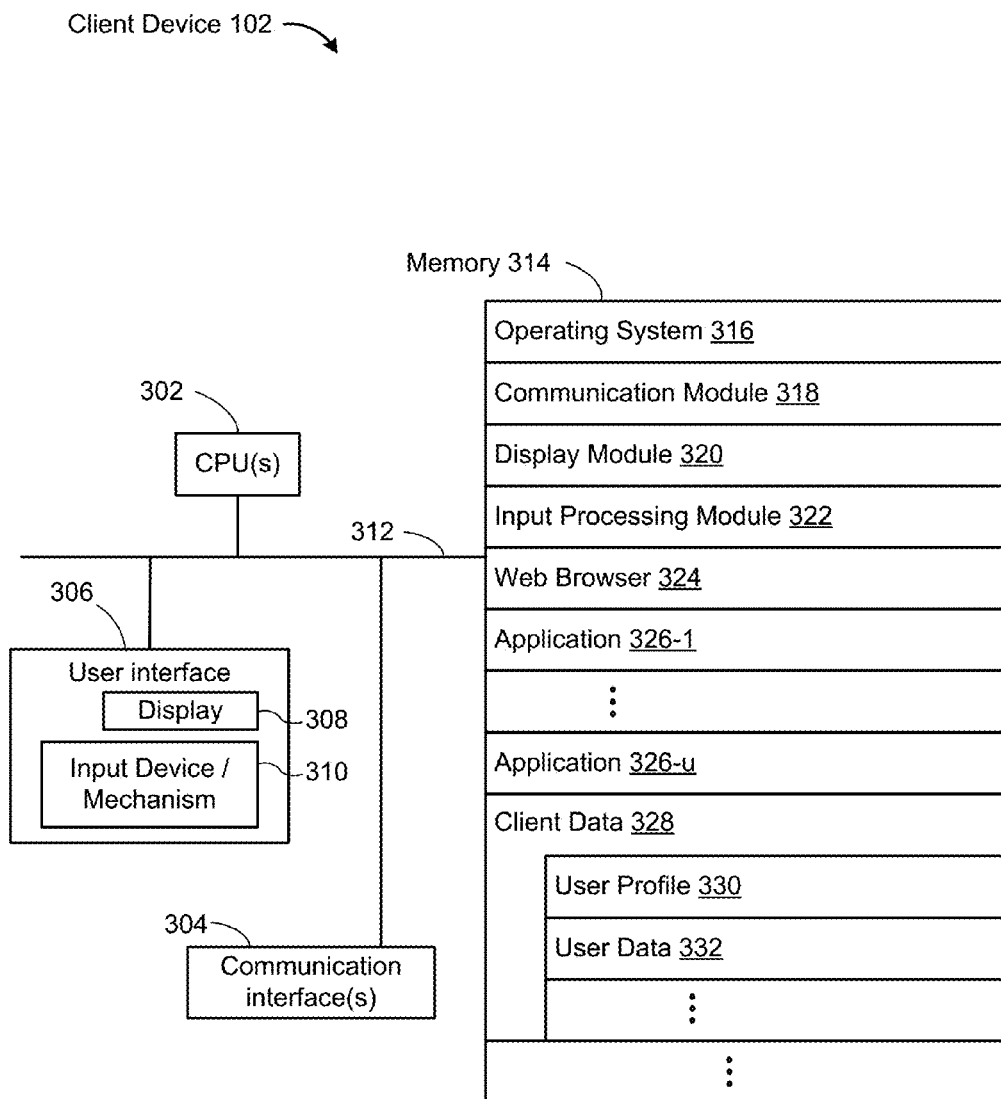 Client Device 102
Memory 314
Operating System 316
Communication Module 318
302
CPU(s)
Display Module 320
Input Processing Module 322
312
Web Browser 324
306
User interface
Display
308
Input Device /
Mechanism
310
Application 326-1
Application 326-u
Client Data 328
User Profile 330
User Data 332
304
Communication
interface(s)